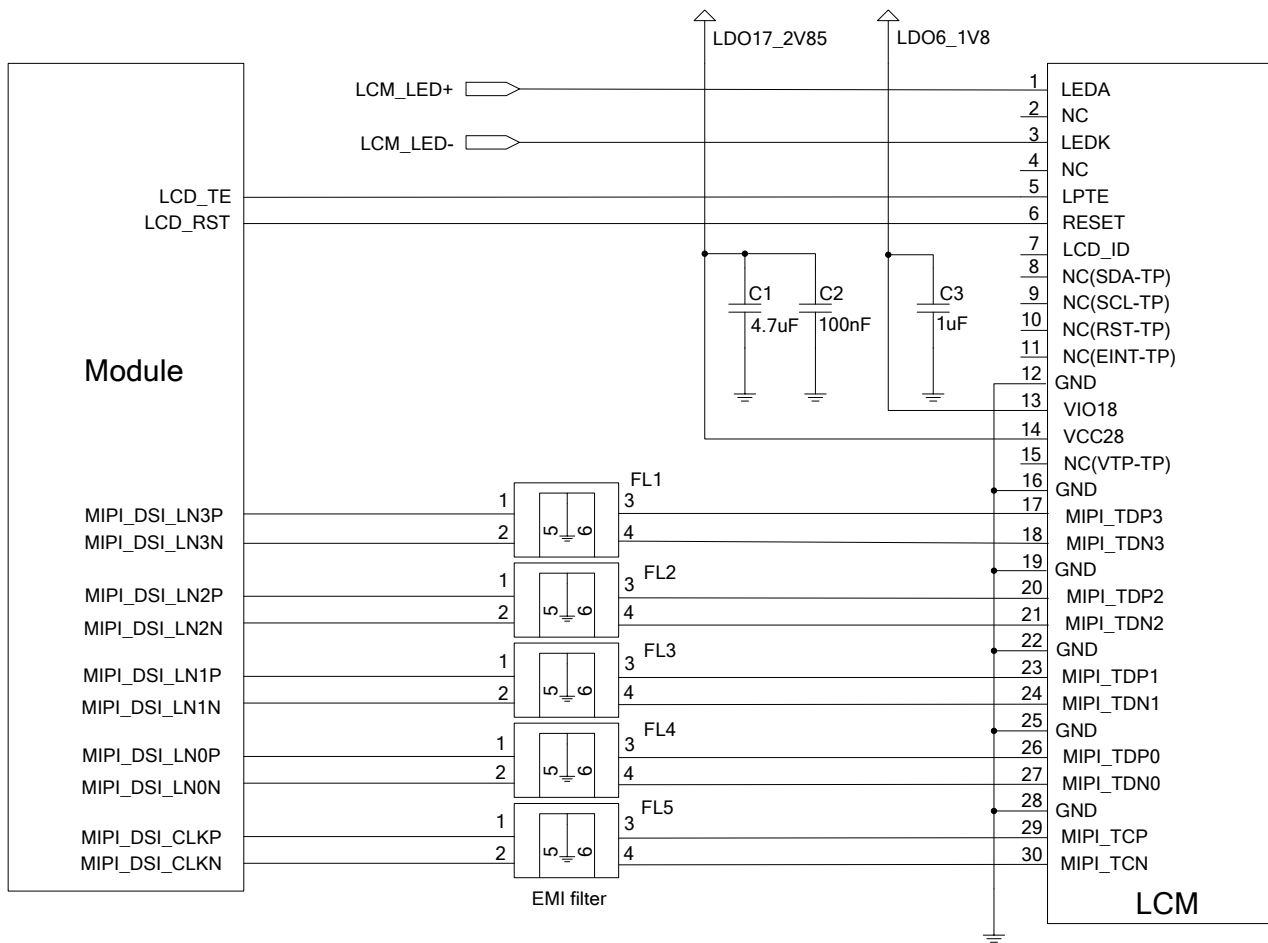 LDO17_2V85
LDO6_1V8
LCM_LED+
1
LEDA
2
NC
LCM_LED-
3
LEDK
4
NC
LCD_TE
5
LPTE
LCD_RST
6
RESET
7
LCD_ID
8
NC(SDA-TP)
C1
4.7uF
C2
100nF
C3
1uF
9
NC(SCL-TP)
10
NC(RST-TP)
11
NC(EINT-TP)
Module
12
GND
13
VIO18
14
VCC28
15
NC(VTP-TP)
16
GND
FL1
MIPI_DSI_LN3P
1
3
17
MIPI_TDP3
MIPI_DSI_LN3N
2
5
6
4
18
MIPI_TDN3
19
GND
FL2
MIPI_DSI_LN2P
1
3
20
MIPI_TDP2
MIPI_DSI_LN2N
2
5
6
4
21
MIPI_TDN2
22
GND
FL3
MIPI_DSI_LN1P
1
3
23
MIPI_TDP1
MIPI_DSI_LN1N
2
5
6
4
24
MIPI_TDN1
25
GND
FL4
MIPI_DSI_LN0P
1
3
26
MIPI_TDP0
MIPI_DSI_LN0N
2
5
6
4
27
MIPI_TDN0
28
GND
FL5
MIPI_DSI_CLKP
1
3
29
MIPI_TCP
MIPI_DSI_CLKN
2
5
6
4
30
MIPI_TCN
EMI filter
LCM